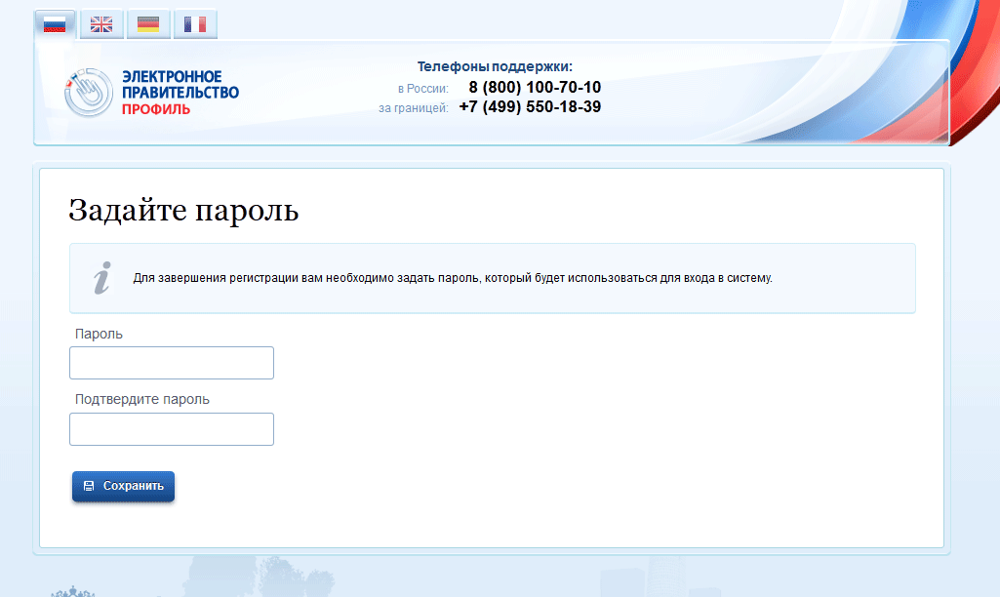 ЭЛЕКТРОННОЕ
ПРАВИТЕЛЬСТВО
ПРОФИЛЬ
Телефоны поддержки:
в России: 8 (800) 100-70-10
за границей: +7 (499) 550-18-39
Задайте пароль
Для завершения регистрации вам необходимо задать пароль, который будет использоваться для входа в систему.
Пароль
Подтвердите пароль
Сохранить